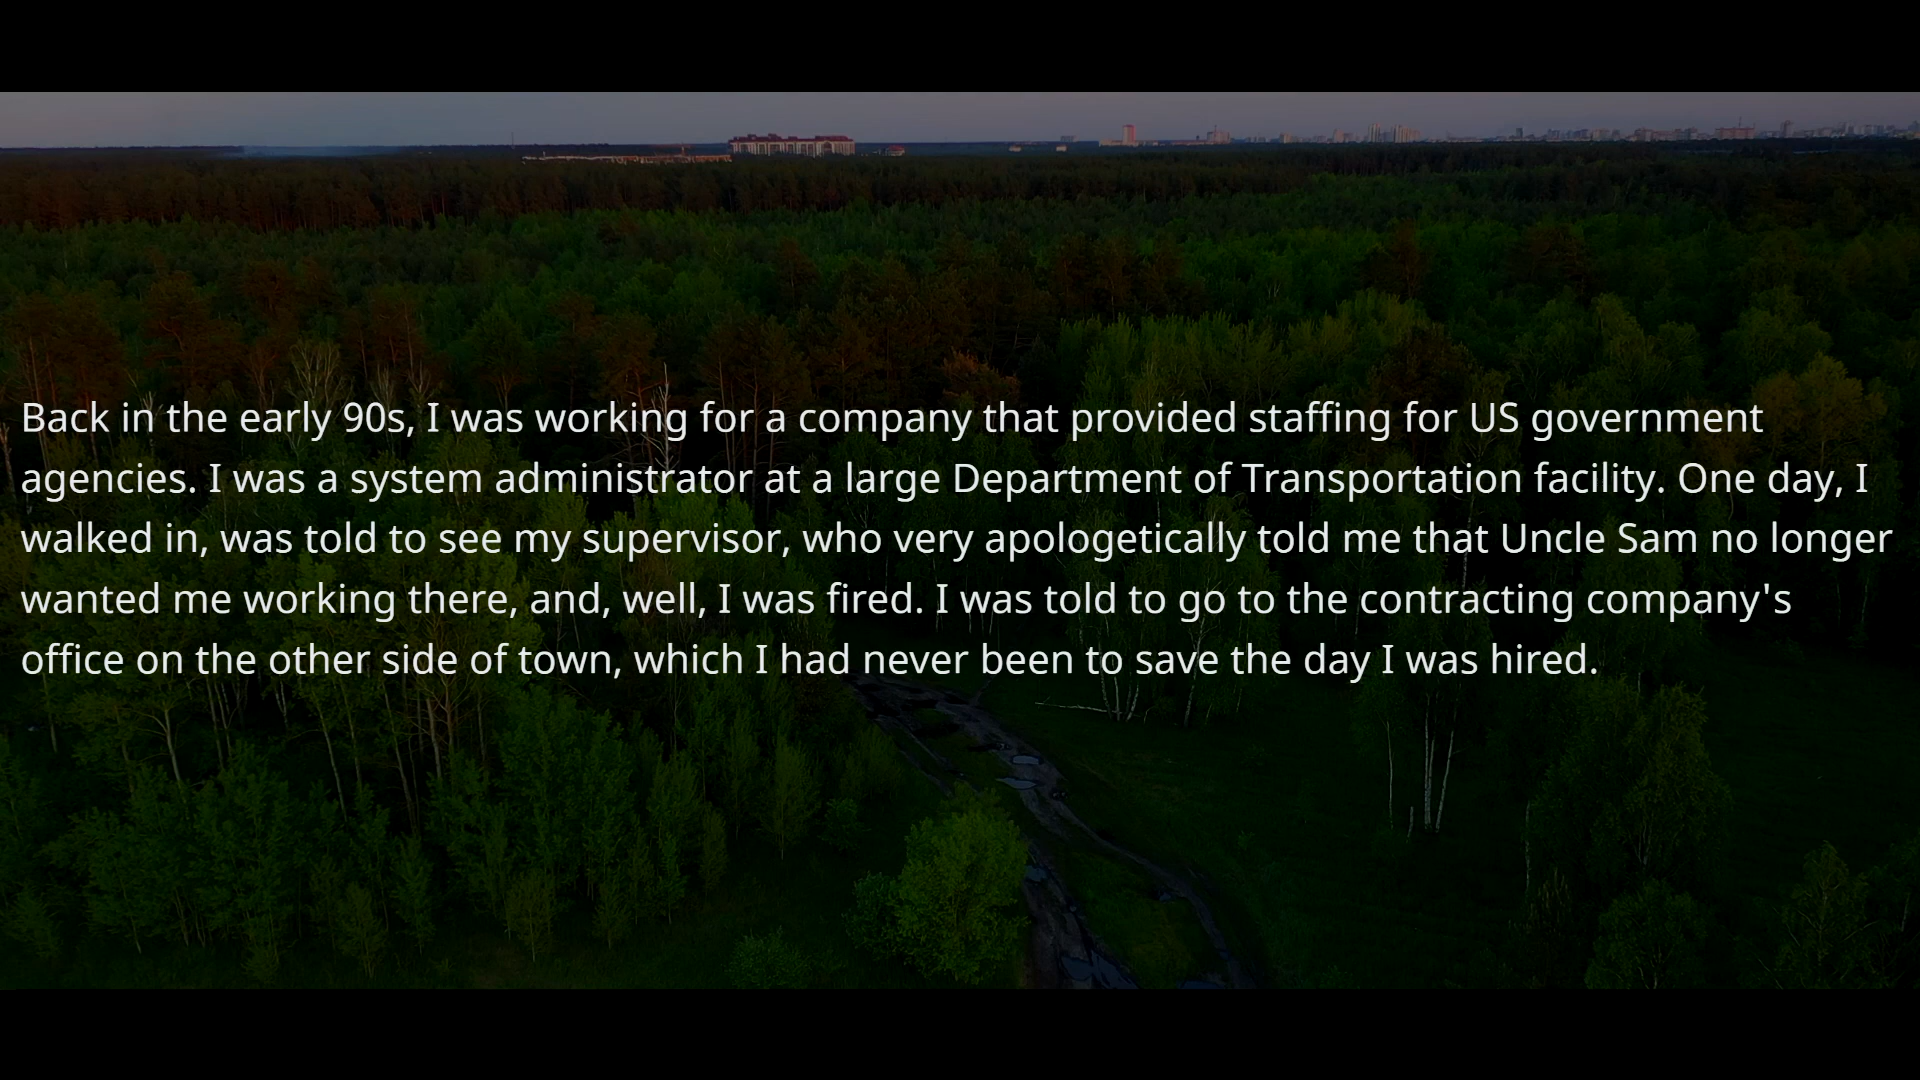 Back in the early 90s, I was working for a company that provided staffing for US government
agencies. I was a system administrator at a large Department of Transportation facility. One day, I
walked in, was told to see my supervisor, who very apologetically told me that Uncle Sam no longer
wanted me working there, and, well, I was fired. I was told to go to the contracting company's
office on the other side of town, which I had never been to save the day I was hired.